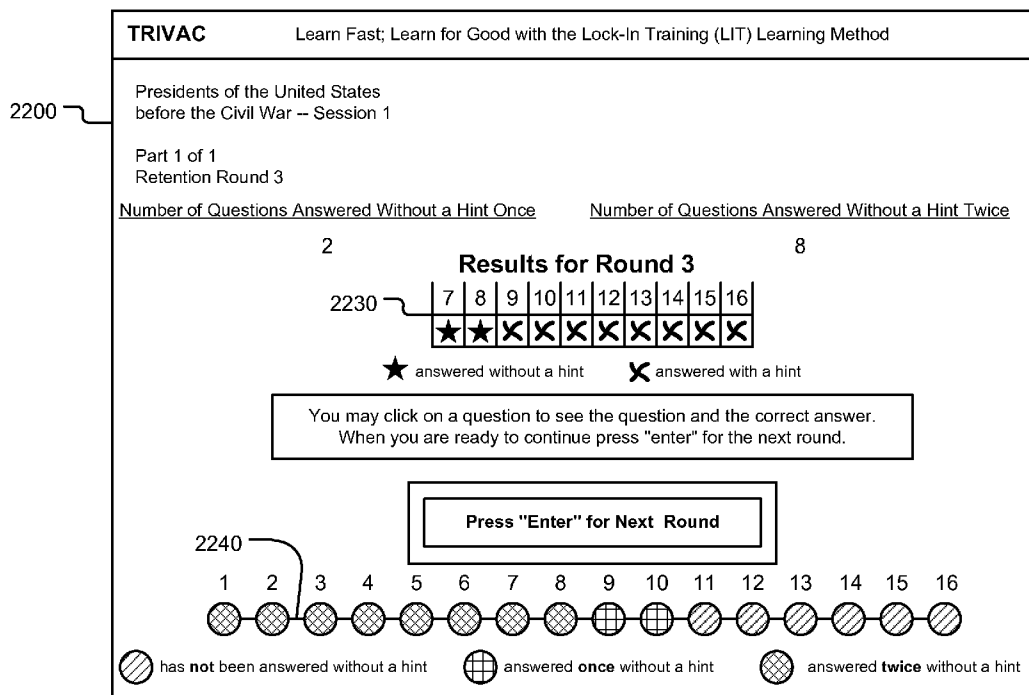 TRIVAC Learn Fast; Learn for Good with the Lock-In Training (LIT) Learning Method
Presidents of the United States
before the Civil War -- Session 1
2200
Part 1 of 1
Retention Round 3
Number of Questions Answered Without a Hint Once Number of Questions Answered Without a Hint Twice
2 8
Results for Round 3
2230
7 8 9 10 11 12 13 14 15 16
answered without a hint answered with a hint
You may click on a question to see the question and the correct answer.
When you are ready to continue press "enter" for the next round.
Press "Enter" for Next Round
2240
1 2 3 4 5 6 7 8 9 10 11 12 13 14 15 16
has not been answered without a hint answered once without a hint answered twice without a hint